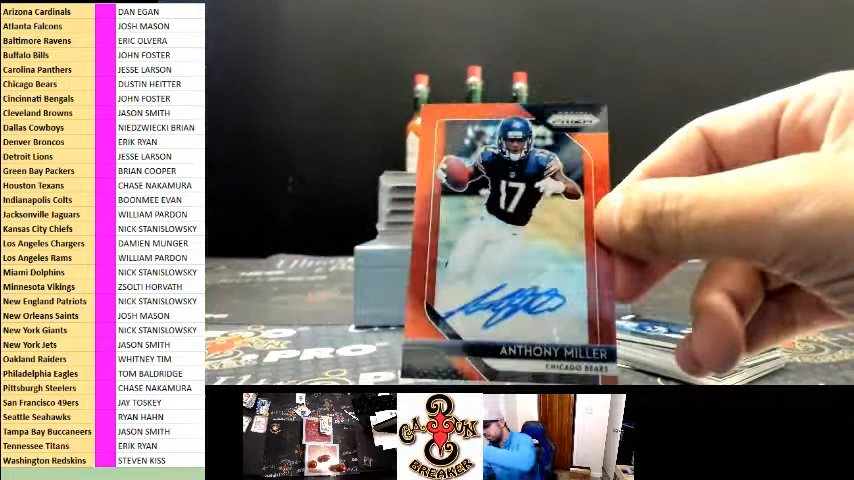 Arizona Cardinals DAN EGAN
Atlanta Falcons JOSH MASON
Baltimore Ravens ERIC OLVERA
Buffalo Bills JOHN FOSTER
Carolina Panthers JESSE LARSON
Chicago Bears DUSTIN HEITTER
Cincinnati Bengals JOHN FOSTER
Cleveland Browns JASON SMITH
Dallas Cowboys NIEDZWECKI BRIAN
Denver Broncos ERIK RYAN
Detroit Lions JESSE LARSON
Green Bay Packers BRIAN COOPER
Houston Texans CHASE NAKAMURA
Indianapolis Colts BOONMEE EVAN
Jacksonville Jaguars WILLIAM PARDON
Kansas City Chiefs NICK STANISLOWSKY
Los Angeles Chargers DAMIEN MUNGER
Los Angeles Rams WILLIAM PARDON
Miami Dolphins NICK STANISLOWSKY
Minnesota Vikings ZSOLTI HORVATH
New England Patriots NICK STANISLOWSKY
New Orleans Saints JOSH MASON
New York Giants NICK STANISLOWSKY
New York Jets JASON SMITH
Oakland Raiders WHITNEY TIM
Philadelphia Eagles TOM BALDRIGE
Pittsburgh Steelers CHASE NAKAMURA
San Francisco 49ers JAY TOSKEY
Seattle Seahawks RYAN HAHN
Tampa Bay Buccaneers JASON SMITH
Tennessee Titans ERIK RYAN
Washington Redskins STEVEN KISS
PRIZM
17
ANTHONY MILLER
CHICAGO BEARS
PRO
CAJUN
BREAKER